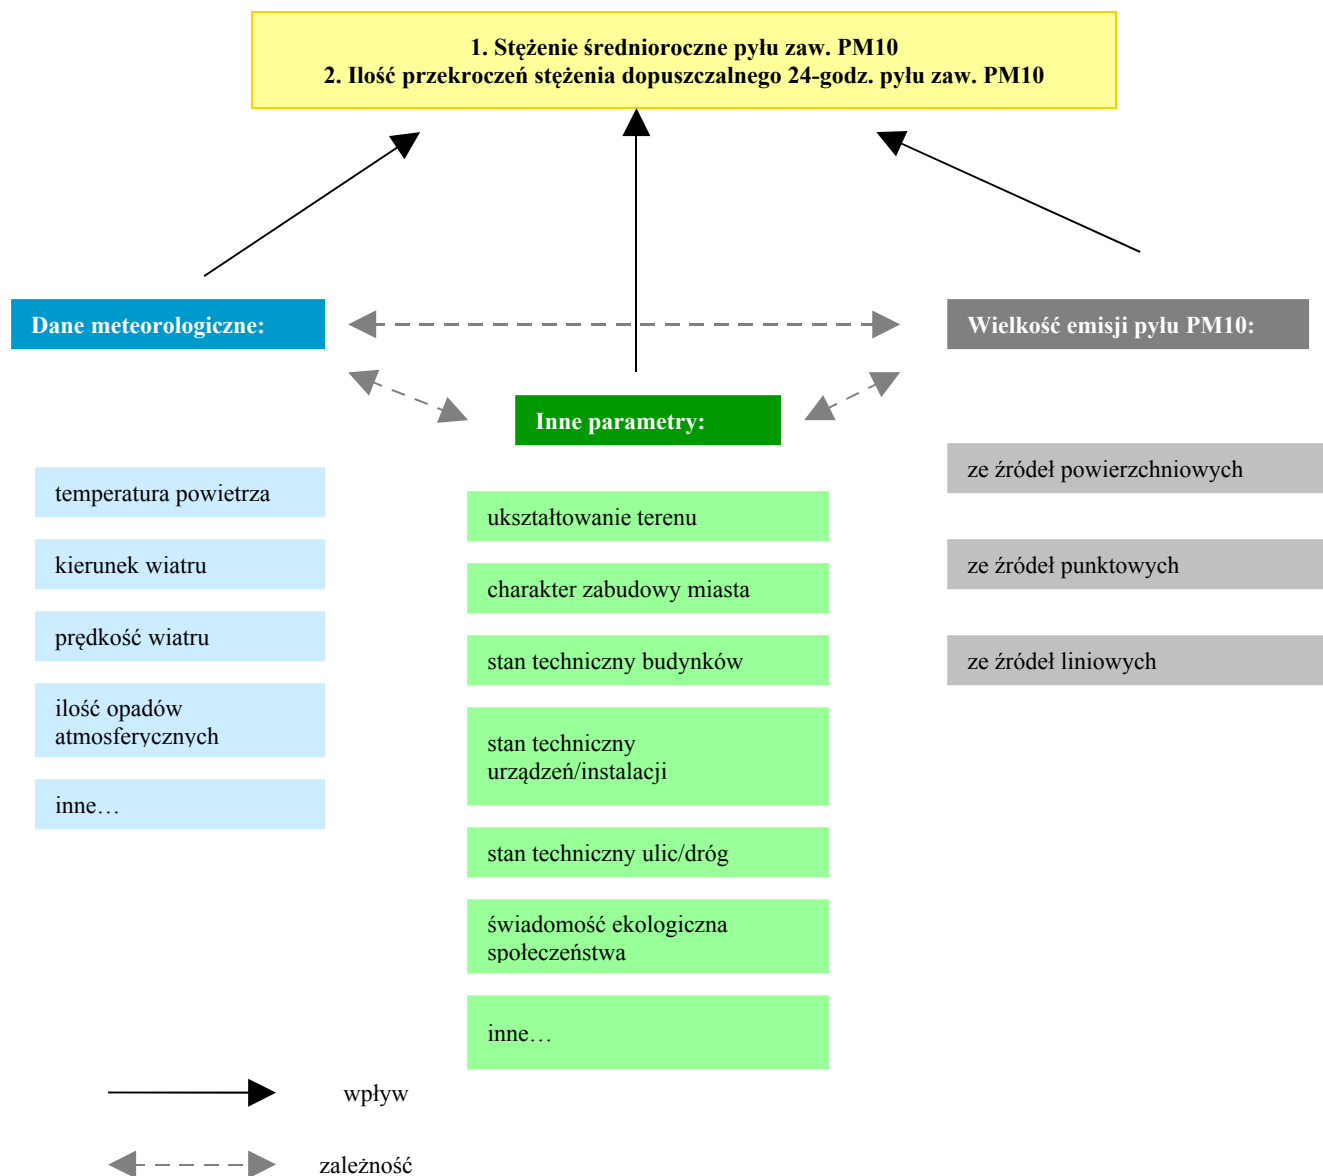 1. Stężenie średnioroczne pyłu zaw. PM10
2. Ilość przekroczeń stężenia dopuszczalnego 24-godz. pyłu zaw. PM10
Dane meteorologiczne:
Wielkość emisji pyłu PM10:
Inne parametry:
temperatura powietrza
kierunek wiatru
prędkość wiatru
ilość opadów
atmosferycznych
inne…
ukształtowanie terenu
charakter zabudowy miasta
stan techniczny budynków
stan techniczny
urządzeń/instalacji
stan techniczny ulic/dróg
świadomość ekologiczna
społeczeństwa
inne…
ze źródeł powierzchniowych
ze źródeł punktowych
ze źródeł liniowych
wpływ
zależność